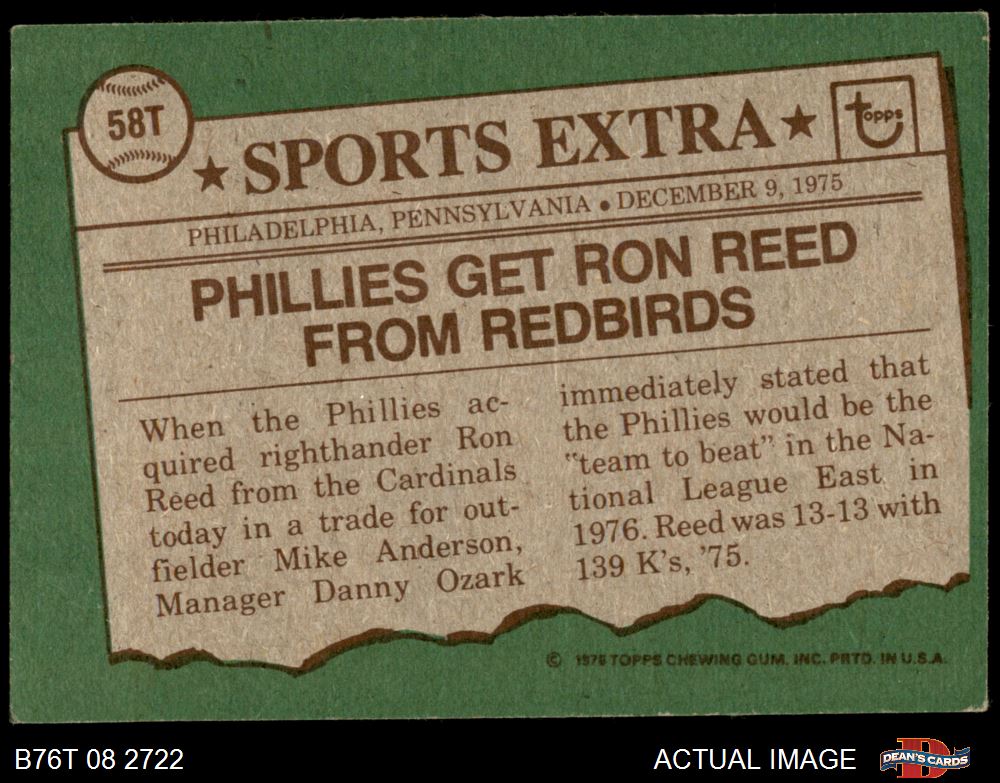 58T
★ SPORTS EXTRA ★
topps
PHILADELPHIA, PENNSYLVANIA • DECEMBER 9, 1975
PHILLIES GET RON REED
FROM REDBIRDS
When the Phillies ac-
quired righthander Ron
Reed from the Cardinals
today in a trade for out-
fielder Mike Anderson,
Manager Danny Ozark
immediately stated that
the Phillies would be the
"team to beat" in the Na-
tional League East in
1976. Reed was 13-13 with
139 K's, '75.
© 1976 TOPPS CHEWING GUM, INC. PRTD. IN U.S.A.
B76T 08 2722
ACTUAL IMAGE
DEAN'S CARDS